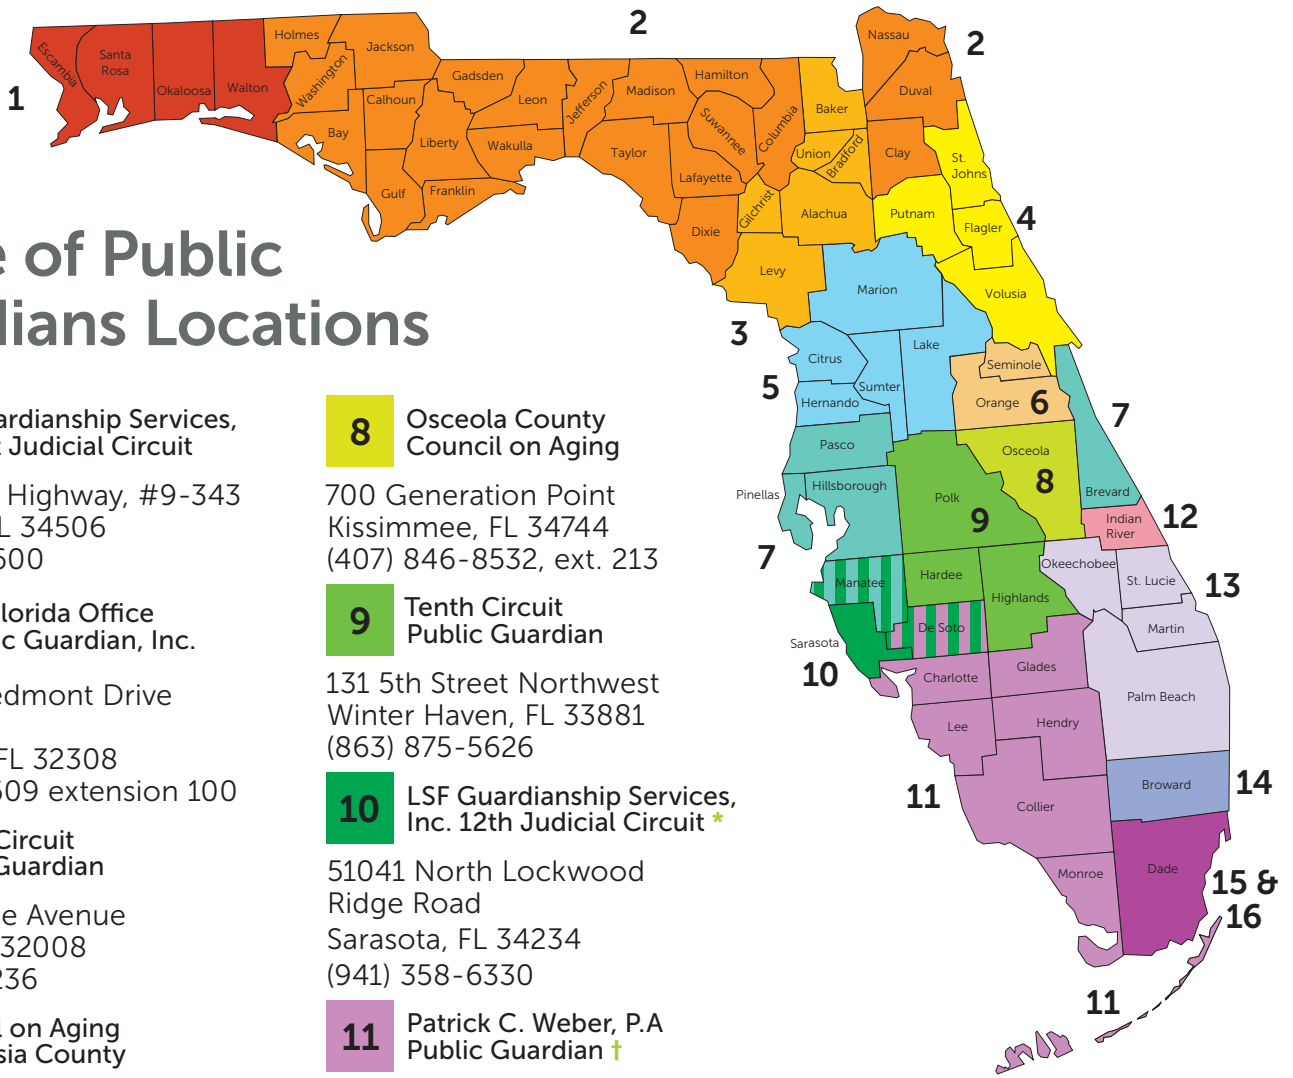 e of Public
lians Locations
ardianship Services,
t Judicial Circuit
Highway, #9-343
L 34506
600
lorida Office
ic Guardian, Inc.
edmont Drive
FL 32308
609 extension 100
Circuit
Guardian
e Avenue
32008
236
l on Aging
sia County
8
Osceola County
Council on Aging
700 Generation Point
Kissimmee, FL 34744
(407) 846-8532, ext. 213
9
Tenth Circuit
Public Guardian
131 5th Street Northwest
Winter Haven, FL 33881
(863) 875-5626
10
LSF Guardianship Services,
Inc. 12th Judicial Circuit *
51041 North Lockwood
Ridge Road
Sarasota, FL 34234
(941) 358-6330
11
Patrick C. Weber, P.A
Public Guardian †
1
2
2
3
4
5
6
7
7
8
9
10
11
11
12
13
14
15 &
16
Escambia
Santa
Rosa
Okaloosa
Walton
Holmes
Washington
Jackson
Bay
Calhoun
Gulf
Liberty
Gadsden
Franklin
Leon
Wakulla
Jefferson
Madison
Taylor
Hamilton
Suwannee
Lafayette
Dixie
Columbia
Nassau
Duval
Clay
Baker
Union
Bradford
Gilchrist
Alachua
Levy
St.
Johns
Putnam
Flagler
Volusia
Marion
Citrus
Hernando
Sumter
Lake
Seminole
Orange
Osceola
Brevard
Pasco
Pinellas
Hillsborough
Polk
Indian
River
Manatee
Hardee
Highlands
Okeechobee
St. Lucie
Martin
Sarasota
De Soto
Charlotte
Glades
Palm Beach
Lee
Hendry
Collier
Broward
Monroe
Dade